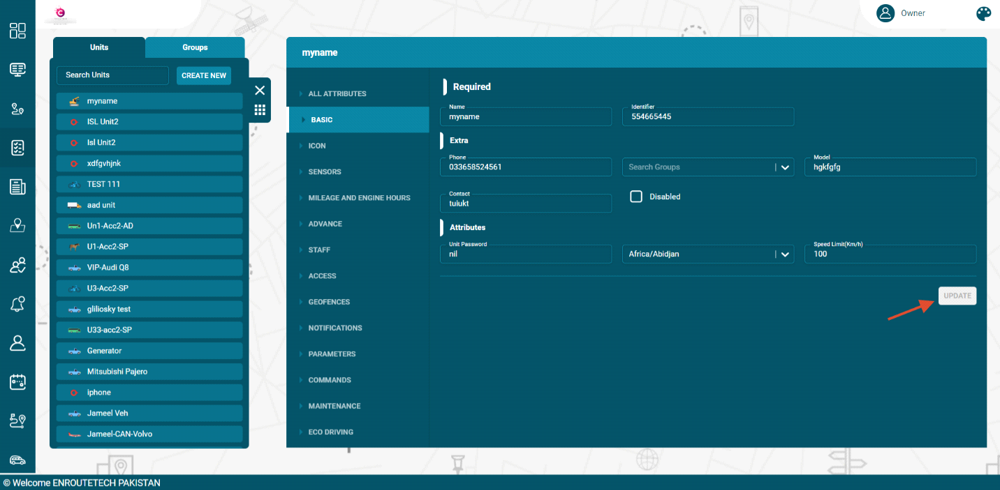 Owner
Units
Groups
Search Units
CREATE NEW
myname
ISL Unit2
Isl Unit2
xdfgvhjnk
TEST 111
aad unit
Un1-Acc2-AD
U1-Acc2-SP
VIP-Audi Q8
U3-Acc2-SP
gliliosky test
U33-acc2-SP
Generator
Mitsubishi Pajero
iphone
Jameel Veh
Jameel-CAN-Volvo
myname
ALL ATTRIBUTES
BASIC
ICON
SENSORS
MILEAGE AND ENGINE HOURS
ADVANCE
STAFF
ACCESS
GEOFENCES
NOTIFICATIONS
PARAMETERS
COMMANDS
MAINTENANCE
ECO DRIVING
Required
Name
myname
Identifier
554665445
Extra
Phone
033658524561
Search Groups
Model
hgkfgfg
Contact
tuiukt
Disabled
Attributes
Unit Password
nil
Africa/Abidjan
Speed Limit(Km/h)
100
UPDATE
© Welcome ENROUTETECH PAKISTAN